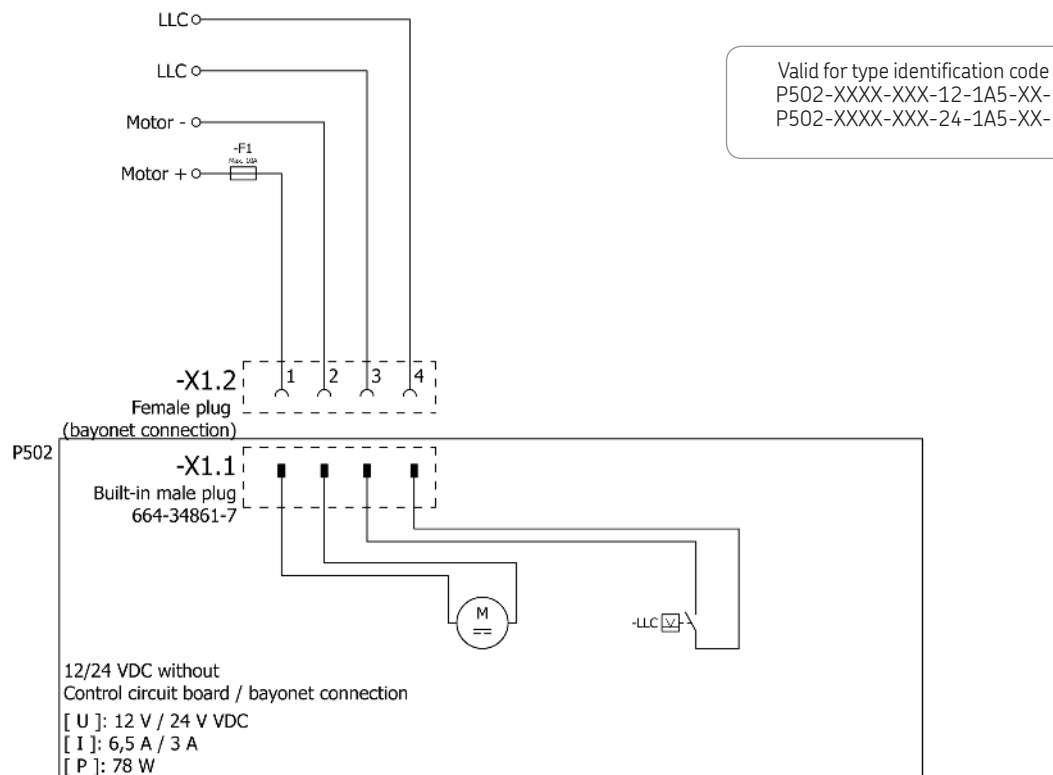 LLC
LLC
Motor -
-F1
Max. 10A
Motor +
Valid for type identification code
P502-XXXX-XXX-12-1A5-XX-
P502-XXXX-XXX-24-1A5-XX-
-X1.2
1 2 3 4
Female plug
(bayonet connection)
P502
-X1.1
Built-in male plug
664-34861-7
M
-LLC
12/24 VDC without
Control circuit board / bayonet connection
[ U ]: 12 V / 24 V VDC
[ I ]: 6,5 A / 3 A
[ P ]: 78 W